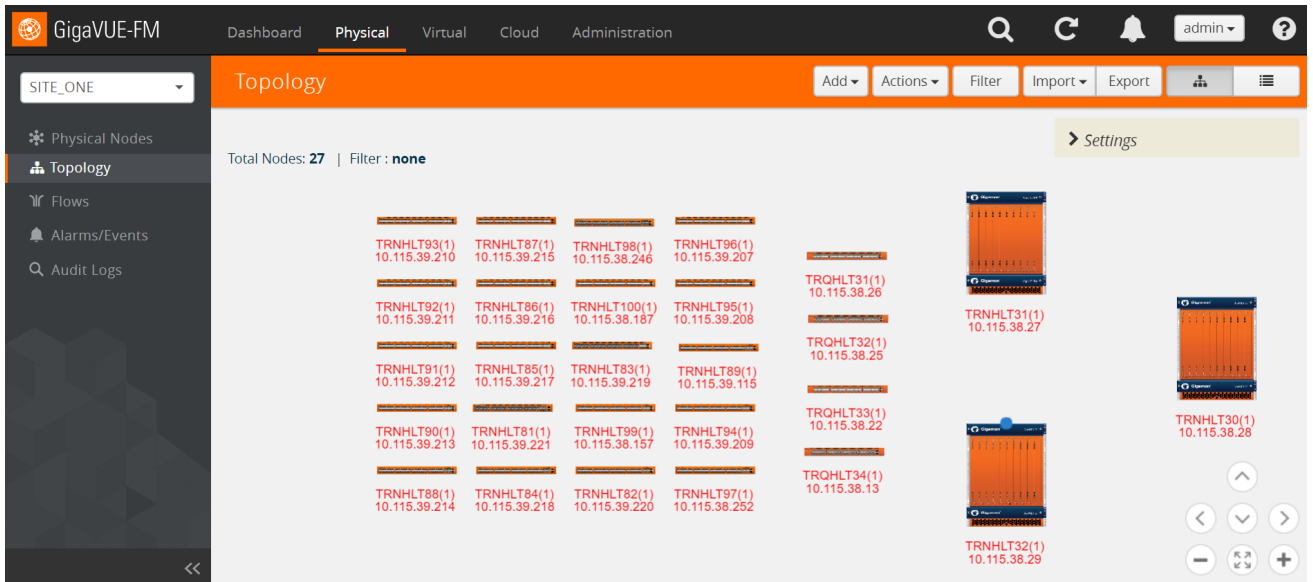 GigaVUE-FM
Dashboard Physical Virtual Cloud Administration admin
SITE_ONE
Topology
Add Actions Filter Import Export
Physical Nodes
Topology
Flows
Alarms/Events
Audit Logs
Settings
Total Nodes: 27 | Filter : none
TRNHLT93(1) TRNHLT87(1) TRNHLT98(1) TRNHLT96(1)
10.115.39.210 10.115.39.215 10.115.38.246 10.115.39.207
TRQHLT31(1)
10.115.38.26
TRNHLT92(1) TRNHLT86(1) TRNHLT100(1) TRNHLT95(1)
10.115.39.211 10.115.39.216 10.115.38.187 10.115.39.208
TRNHLT31(1)
10.115.38.27
TRQHLT32(1)
10.115.38.25
TRNHLT91(1) TRNHLT85(1) TRNHLT83(1) TRNHLT89(1)
10.115.39.212 10.115.39.217 10.115.39.219 10.115.39.115
TRQHLT33(1)
10.115.38.22
TRNHLT30(1)
10.115.38.28
TRNHLT90(1) TRNHLT81(1) TRNHLT99(1) TRNHLT94(1)
10.115.39.213 10.115.39.221 10.115.38.157 10.115.39.209
TRQHLT34(1)
10.115.38.13
TRNHLT88(1) TRNHLT84(1) TRNHLT82(1) TRNHLT97(1)
10.115.39.214 10.115.39.218 10.115.39.220 10.115.38.252
TRNHLT32(1)
10.115.38.29